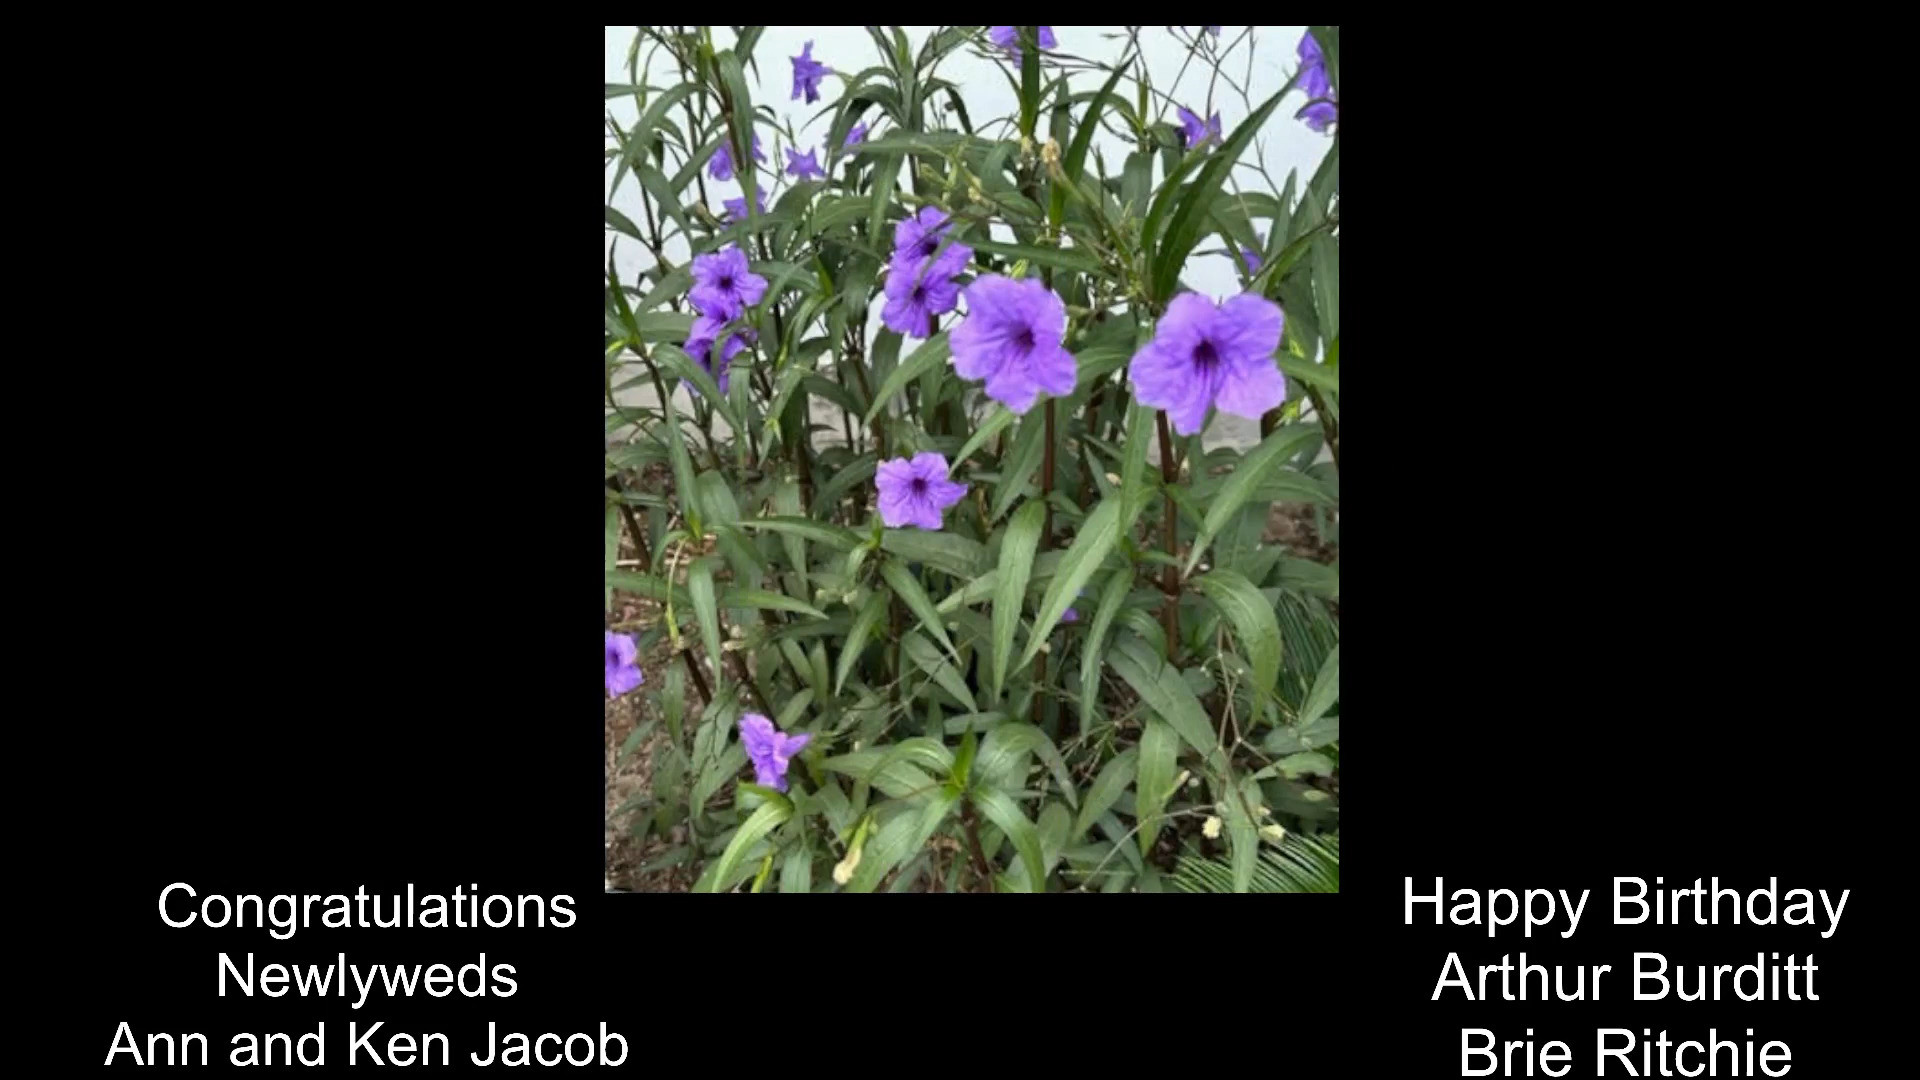 Congratulations
Newlyweds
Ann and Ken Jacob
Happy Birthday
Arthur Burditt
Brie Ritchie